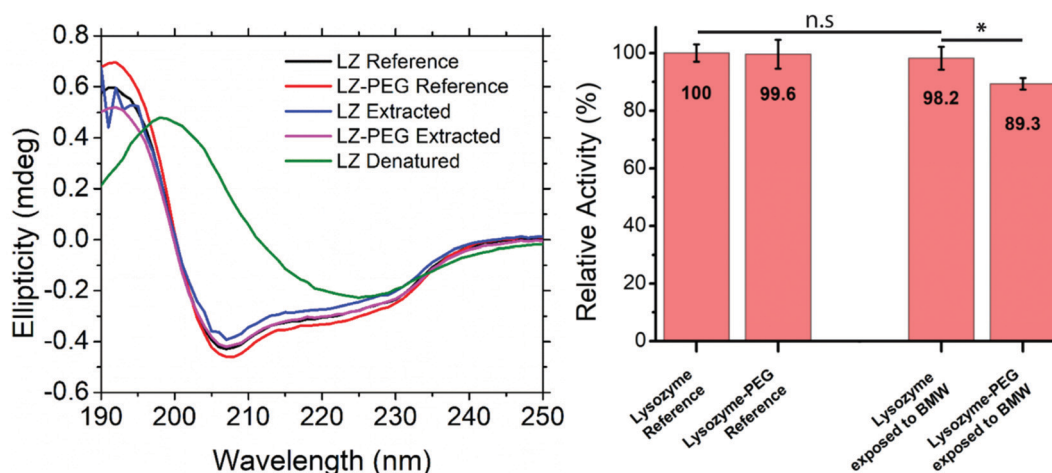 0.8
0.6
0.4
0.2
0.0
-0.2
-0.4
-0.6
Ellipticity (mdeg)
LZ Reference
LZ-PEG Reference
LZ Extracted
LZ-PEG Extracted
LZ Denatured
190 200 210 220 230 240 250
Wavelength (nm)
Relative Activity (%)
100
80
60
40
20
0
n.s
*
100
99.6
98.2
89.3
Lysozyme
Reference
Lysozyme-PEG
Reference
Lysozyme
exposed to BMW
Lysozyme-PEG
exposed to BMW